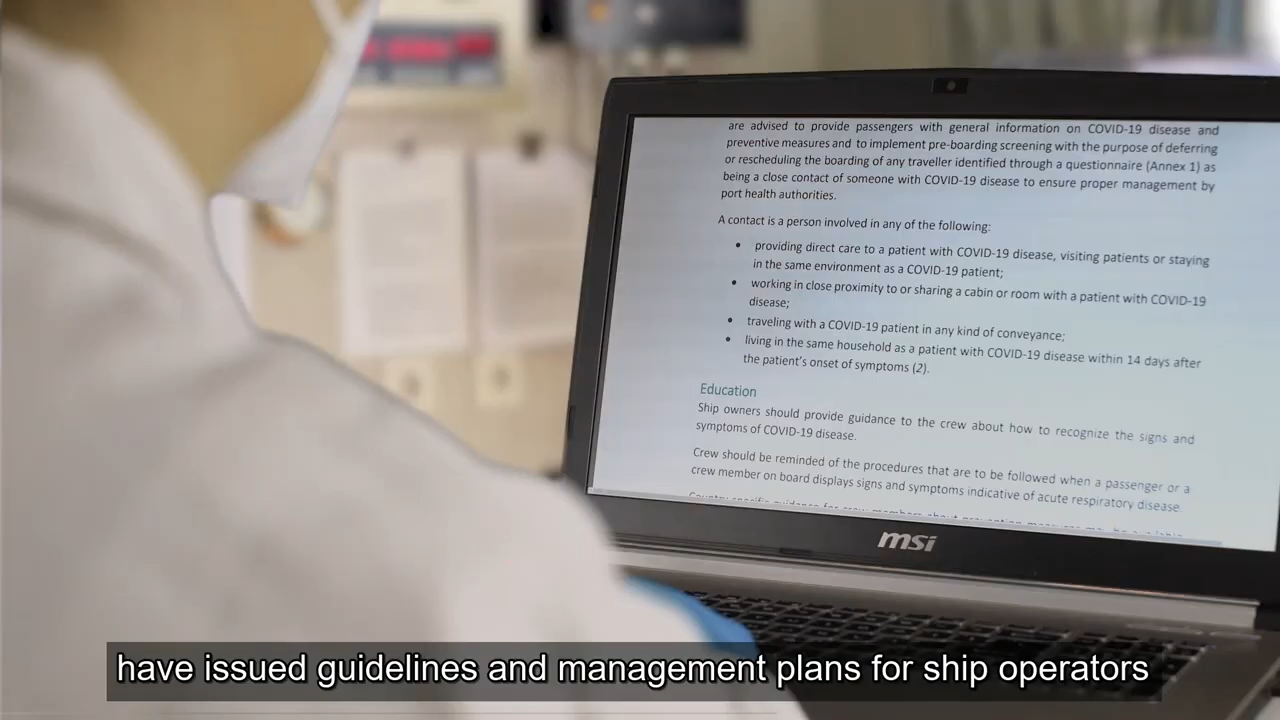 are advised to provide passengers with general information on COVID-19 disease and
preventive measures and to implement pre-boarding screening with the purpose of deferring
or rescheduling the boarding of any traveller identified through a questionnaire (Annex 1) as
being a close contact of someone with COVID-19 disease to ensure proper management by
port health authorities.
A contact is a person involved in any of the following:
• providing direct care to a patient with COVID-19 disease, visiting patients or staying
in the same environment as a COVID-19 patient;
• working in close proximity to or sharing a cabin or room with a patient with COVID-19
disease;
• traveling with a COVID-19 patient in any kind of conveyance;
• living in the same household as a patient with COVID-19 disease within 14 days after
the patient's onset of symptoms (2).
Education
Ship owners should provide guidance to the crew about how to recognize the signs and
symptoms of COVID-19 disease.
Crew should be reminded of the procedures that are to be followed when a passenger or a
crew member on board displays signs and symptoms indicative of acute respiratory disease.
msi
have issued guidelines and management plans for ship operators